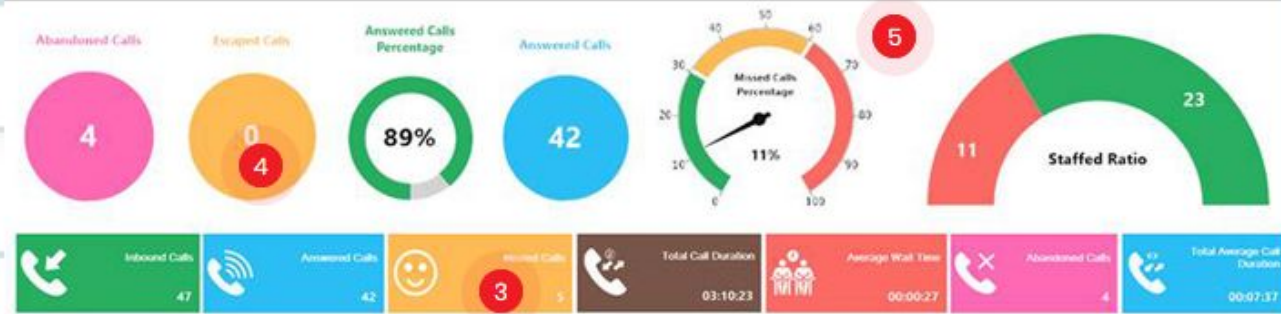 Abandoned Calls
4
Escaped Calls
0
4
Answered Calls
Percentage
89%
Answered Calls
42
0
10
20
30
40
50
60
70
80
90
100
Missed Calls
Percentage
11%
5
11
23
Staffed Ratio
Inbound Calls
47
Answered Calls
42
Missed Calls
5
3
Total Call Duration
03:10:23
Average Wait Time
00:00:27
Abandoned Calls
4
Total Average Call
Duration
00:07:37